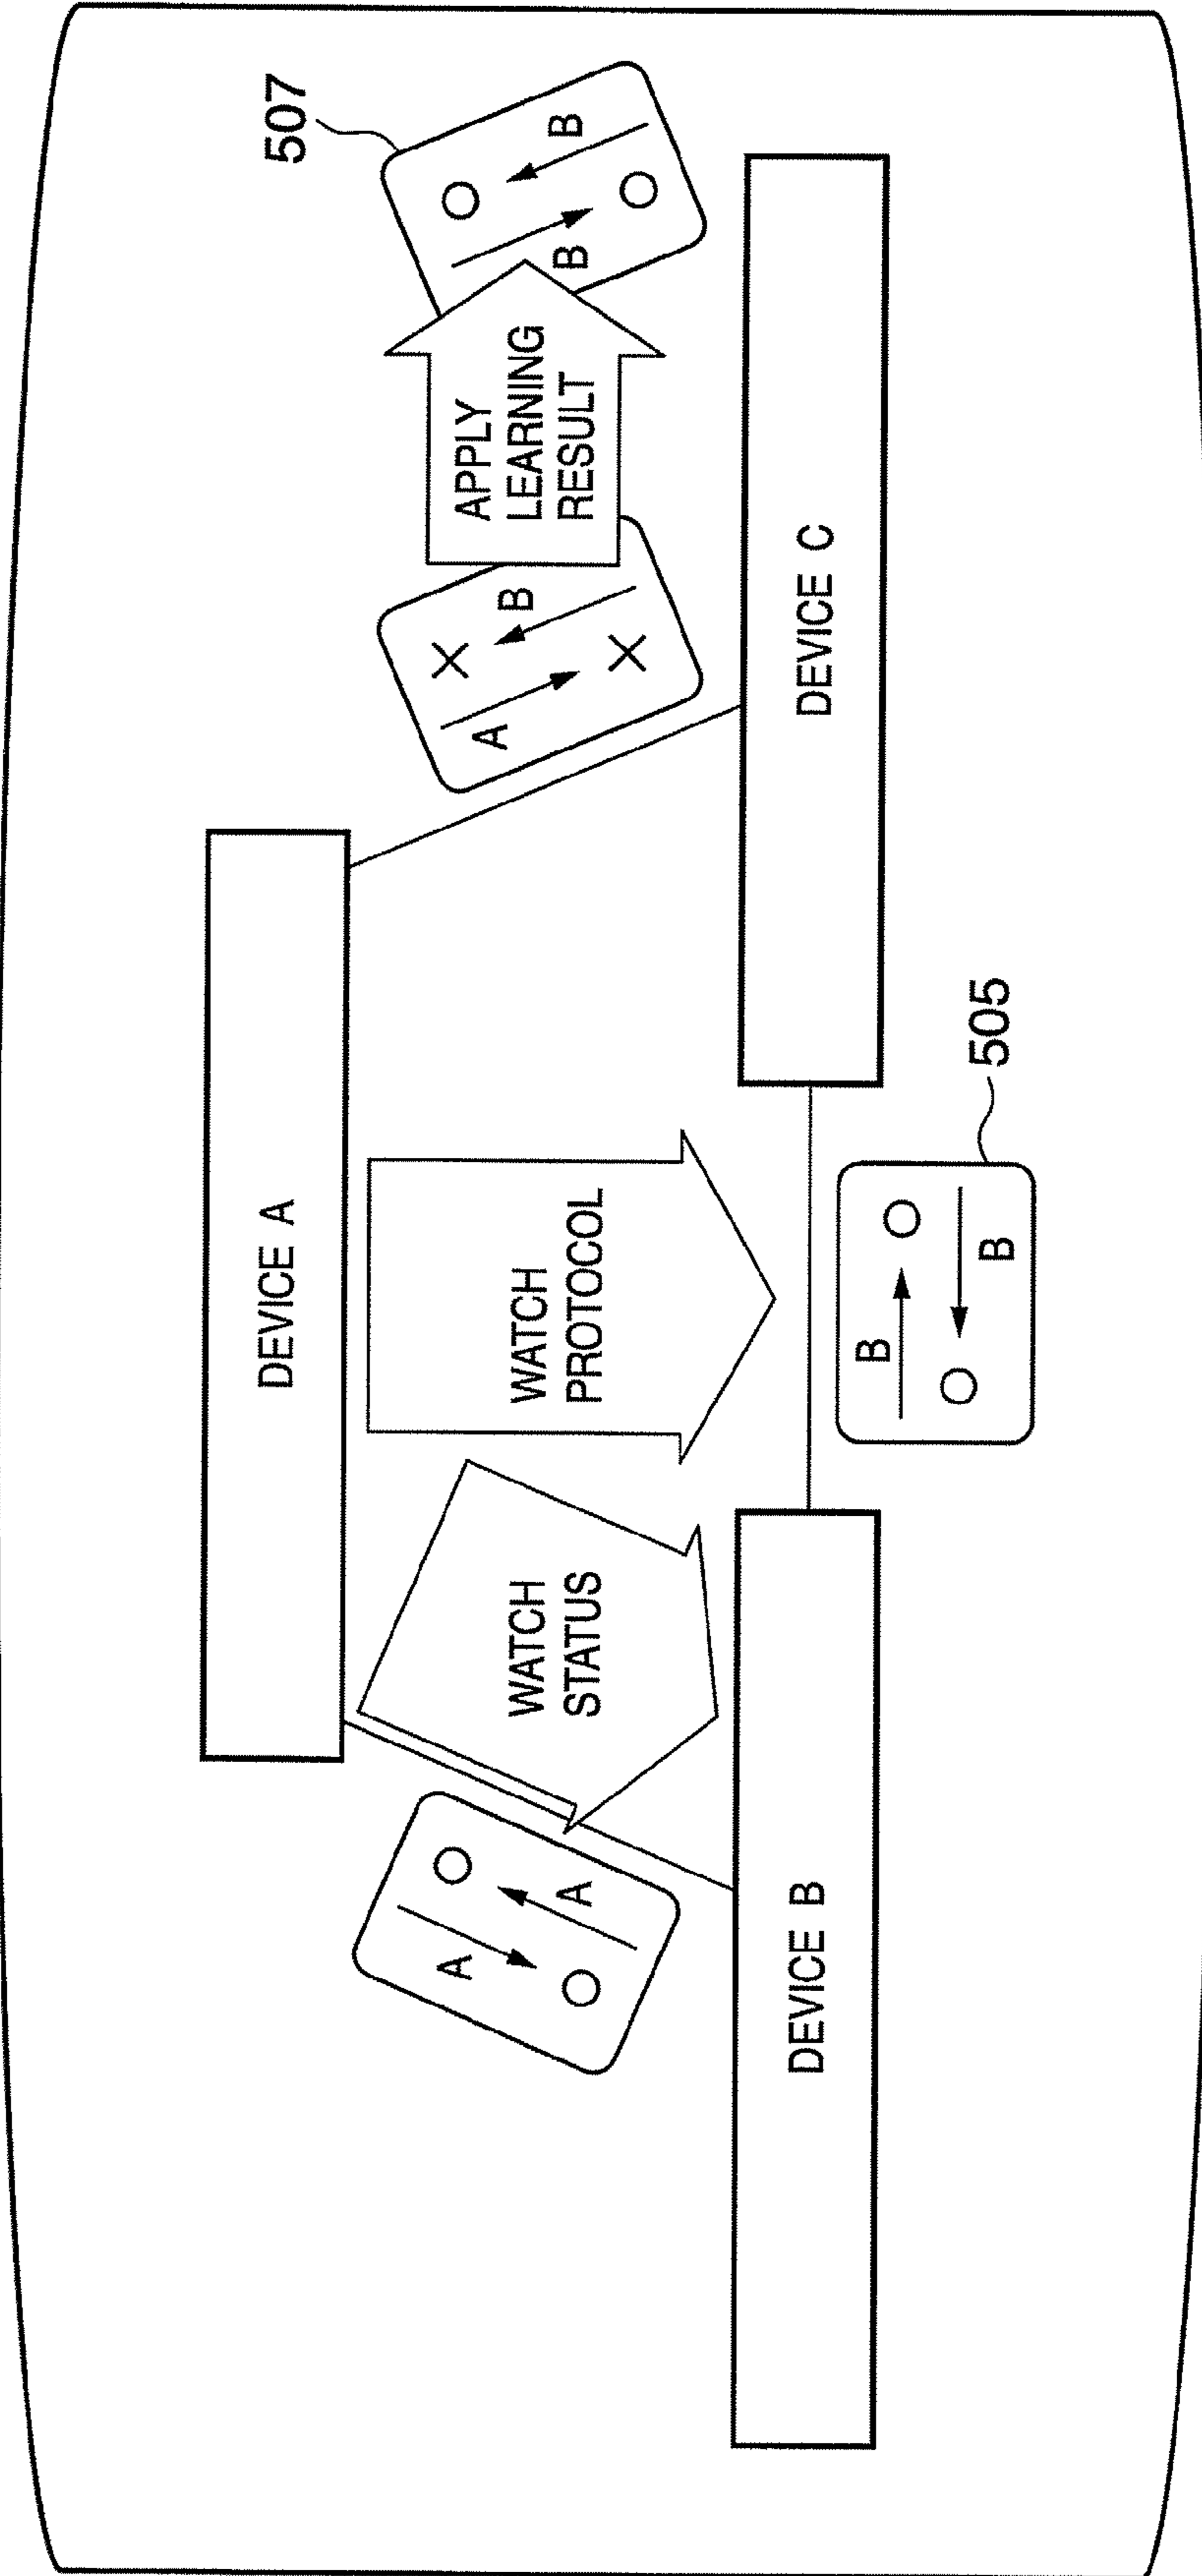 DEVICE A
507
A
A
WATCH
STATUS
WATCH
PROTOCOL
A
B
APPLY
LEARNING
RESULT
B
B
DEVICE B
DEVICE C
B
B
505